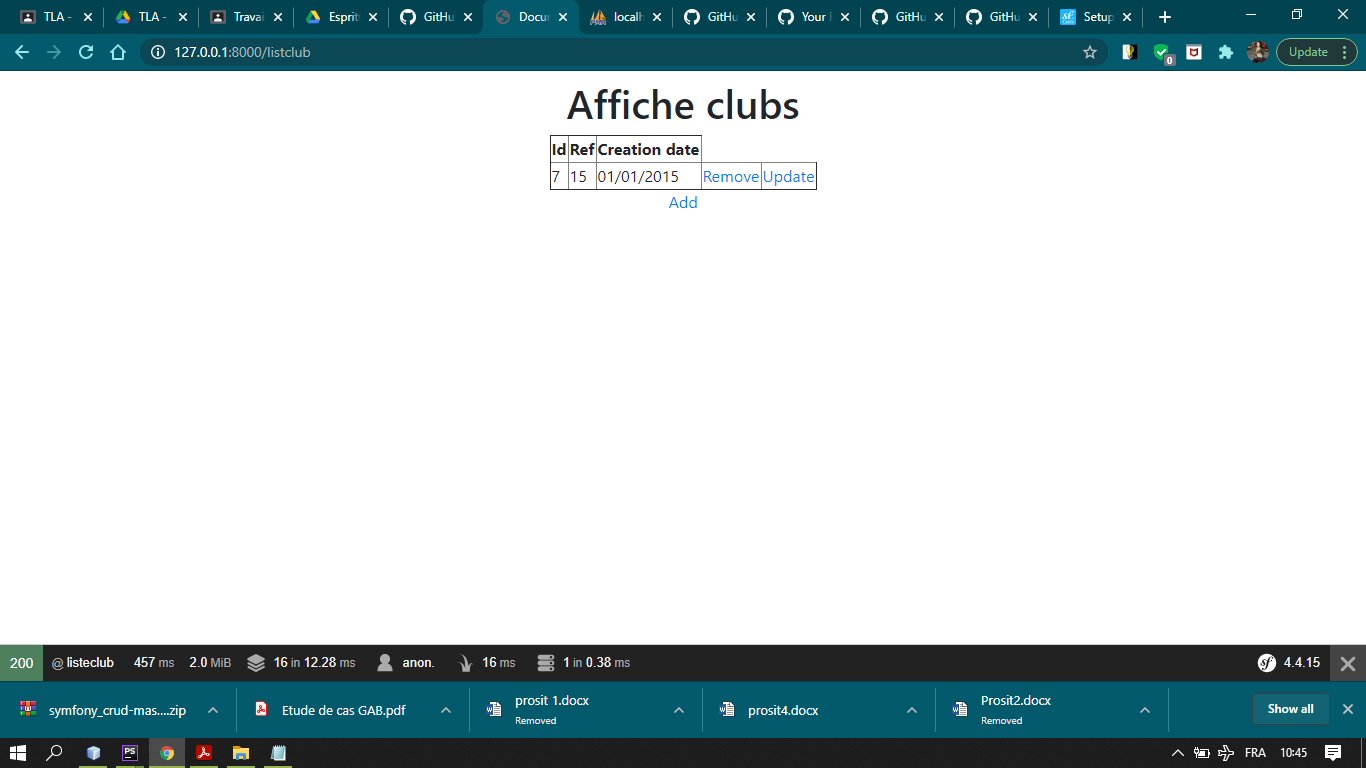 TLA -
TLA -
Travai
Esprit
GitHu
Docu
localh
GitHu
Your
GitHu
GitHu
Setup
127.0.0.1:8000/listclub
0
Update
Affiche clubs
Id Ref Creation date
7 15 01/01/2015 Remove Update
Add
200 @ listeclub 457 ms 2.0 MiB 16 in 12.28 ms anon. 16 ms 1 in 0.38 ms sf 4.4.15
symfony_crud-mas....zip
Etude de cas GAB.pdf
prosit 1.docx
Removed
prosit4.docx
Prosit2.docx
Removed
Show all
PS
FRA 10:45